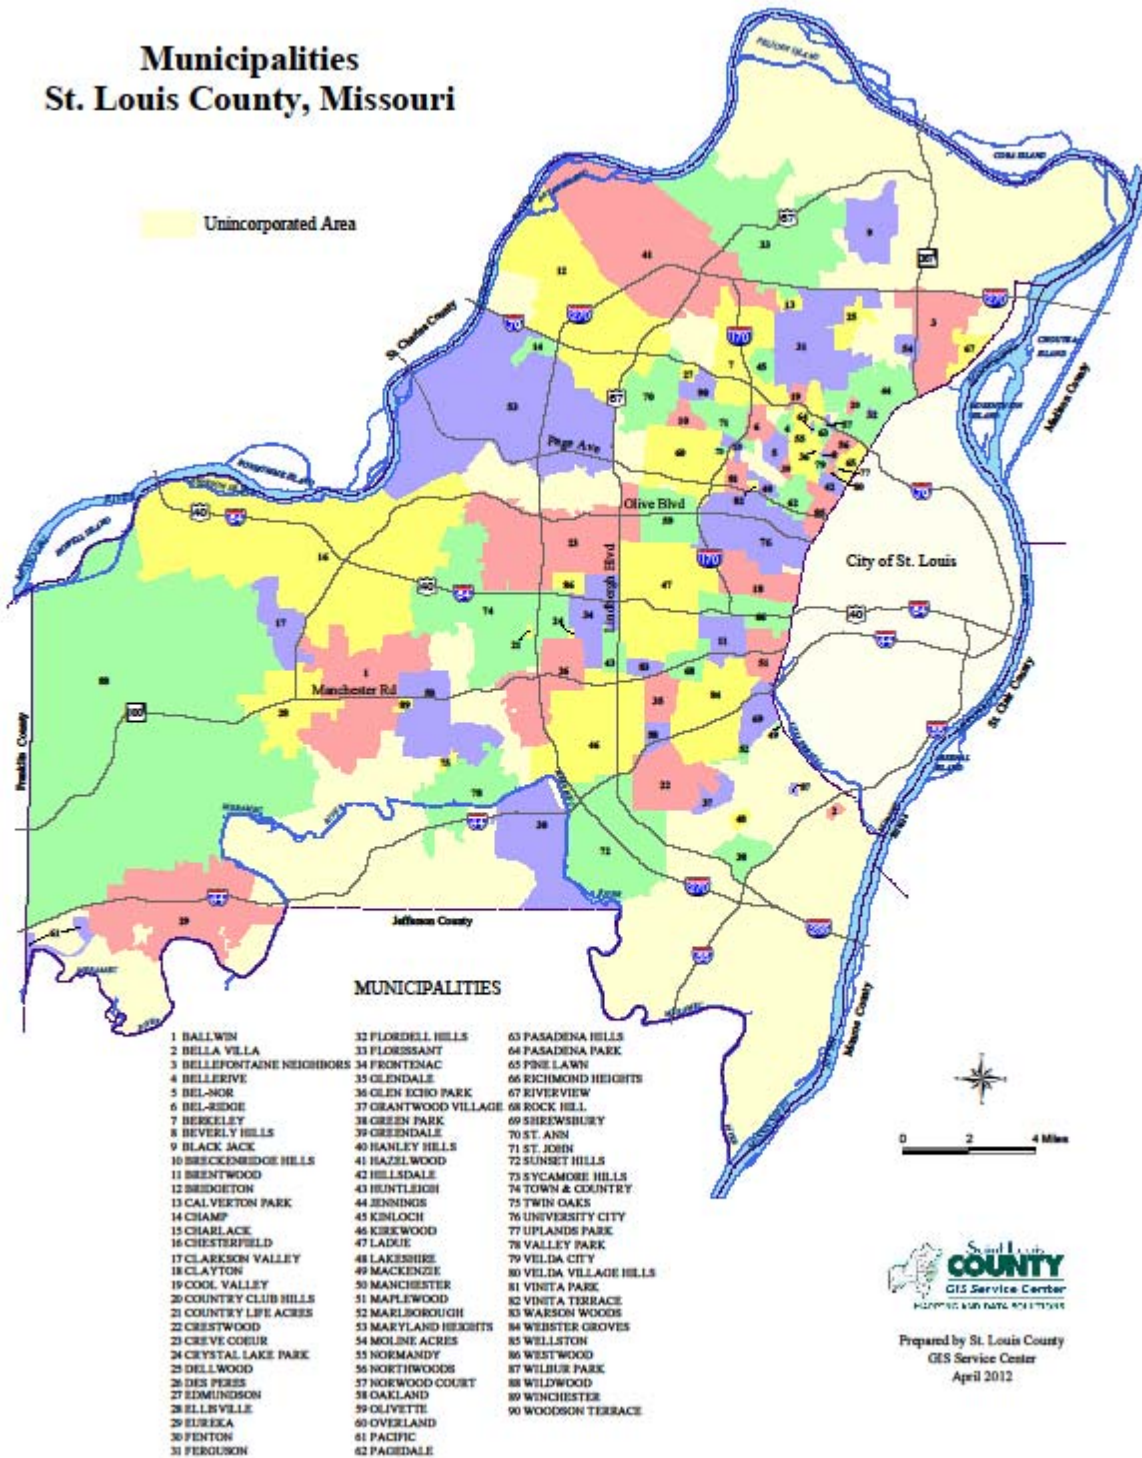 Municipalities
St. Louis County, Missouri
Unincorporated Area
St. Charles County
Madison County
Page Ave
Olive Blvd
Lindbergh Blvd
City of St. Louis
Manchester Rd
Franklin County
St. Clair County
Jefferson County
Monroe County
MUNICIPALITIES
1 BALLWIN
2 BELLA VILLA
3 BELLEFONTAINE NEIGHBORS
4 BELLERIVE
5 BEL-NOR
6 BEL-RIDGE
7 BERKELEY
8 BEVERLY HILLS
9 BLACK JACK
10 BRECKENRIDGE HILLS
11 BRENTWOOD
12 BRIDGETON
13 CALVERTON PARK
14 CHAMP
15 CHARLACK
16 CHESTERFIELD
17 CLARKSON VALLEY
18 CLAYTON
19 COOL VALLEY
20 COUNTRY CLUB HILLS
21 COUNTRY LIFE ACRES
22 CRESTWOOD
23 CREVE COEUR
24 CRYSTAL LAKE PARK
25 DELLWOOD
26 DES PERES
27 EDMUNDSON
28 ELLISVILLE
29 EUREKA
30 FENTON
31 FERGUSON
32 FLORDELL HILLS
33 FLORISSANT
34 FRONTENAC
35 GLENDALE
36 GLEN ECHO PARK
37 GRANTWOOD VILLAGE
38 GREEN PARK
39 GREENDALE
40 HANLEY HILLS
41 HAZELWOOD
42 HILLSDALE
43 HUNTLEIGH
44 JENNINGS
45 KINLOCH
46 KIRKWOOD
47 LADUE
48 LAKESHIRE
49 MACKENZIE
50 MANCHESTER
51 MAPLEWOOD
52 MARLBOROUGH
53 MARYLAND HEIGHTS
54 MOLINE ACRES
55 NORMANDY
56 NORTHWOODS
57 NORWOOD COURT
58 OAKLAND
59 OLIVETTE
60 OVERLAND
61 PACIFIC
62 PAGEDALE
63 PASADENA HILLS
64 PASADENA PARK
65 PINE LAWN
66 RICHMOND HEIGHTS
67 RIVERVIEW
68 ROCK HILL
69 SHREWSBURY
70 ST. ANN
71 ST. JOHN
72 SUNSET HILLS
73 SYCAMORE HILLS
74 TOWN & COUNTRY
75 TWIN OAKS
76 UNIVERSITY CITY
77 UPLANDS PARK
78 VALLEY PARK
79 VELDA CITY
80 VELDA VILLAGE HILLS
81 VINITA PARK
82 VINITA TERRACE
83 WARSON WOODS
84 WEBSTER GROVES
85 WELLSTON
86 WESTWOOD
87 WILBUR PARK
88 WILDWOOD
89 WINCHESTER
90 WOODSON TERRACE
0 2 4 Miles
Saint Louis
COUNTY
GIS Service Center
MAPPING AND DATA SOLUTIONS
Prepared by St. Louis County
GIS Service Center
April 2012